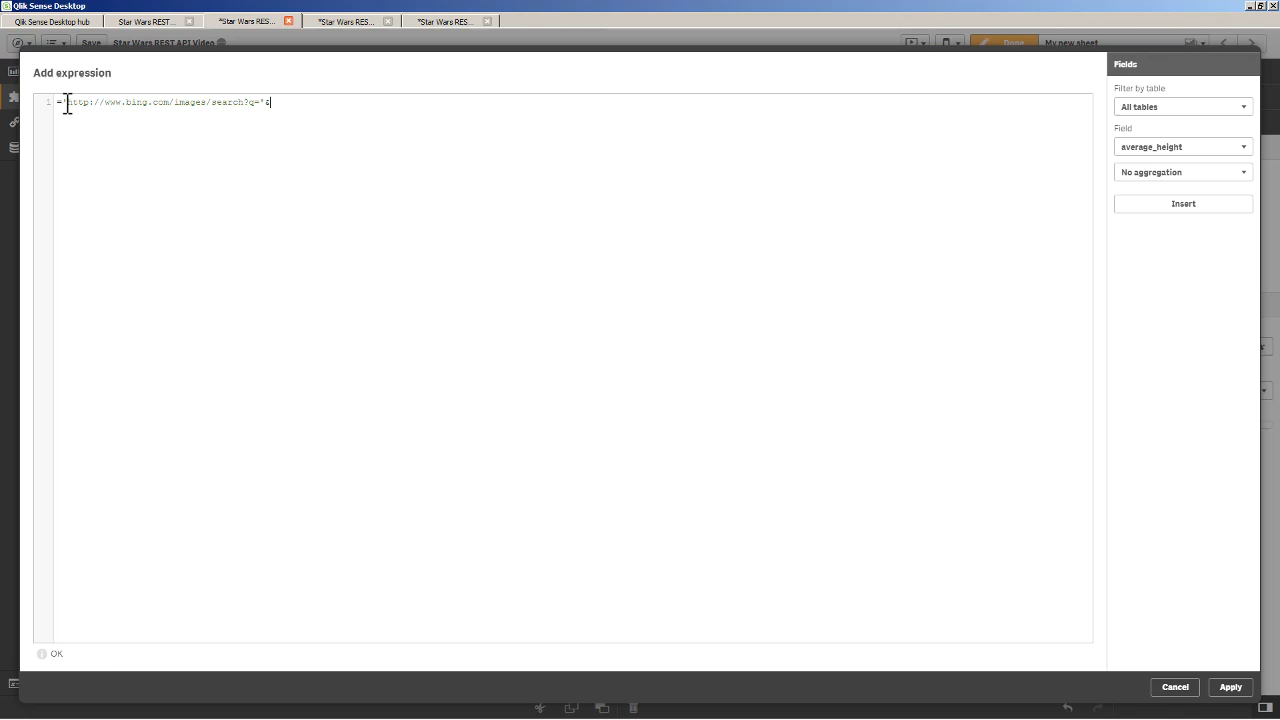 Qlik Sense Desktop
Qlik Sense Desktop hub
Star Wars REST...
*Star Wars RES...
*Star Wars RES...
*Star Wars RES...
Save
Star Wars REST API Video
Done
My new sheet
Add expression
1 ='http://www.bing.com/images/search?q='&
OK
Fields
Filter by table
All tables
Field
average_height
No aggregation
Insert
Cancel
Apply